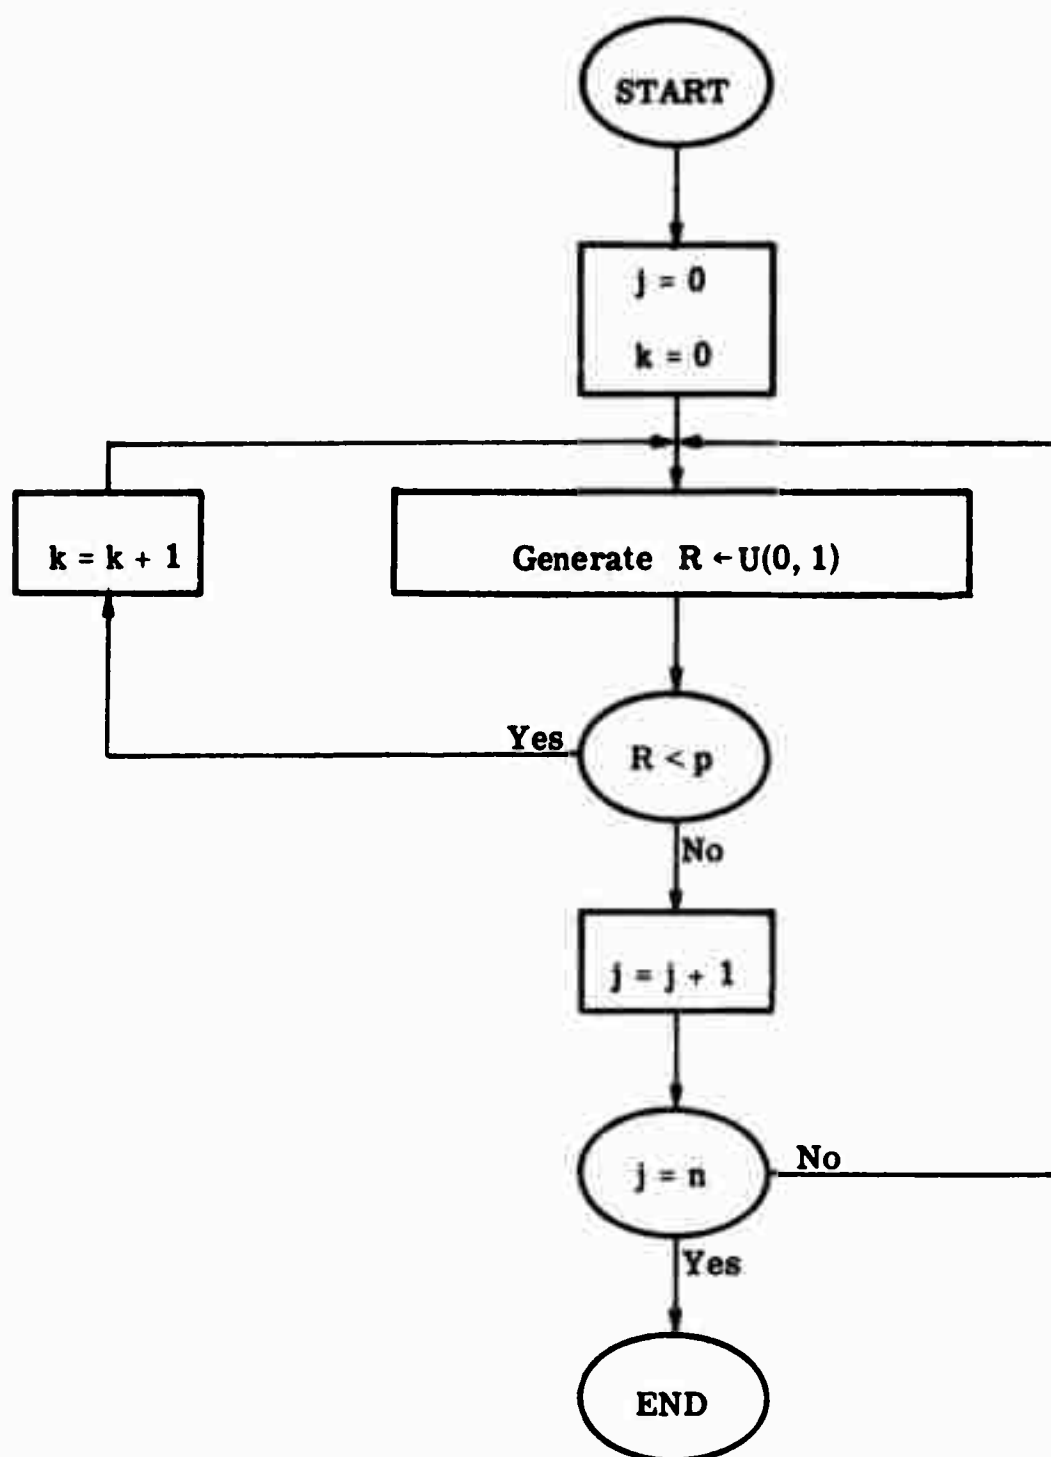 START
j = 0
k = 0
k = k + 1
Generate R ← U(0, 1)
Yes
R < p
No
j = j + 1
j = n
No
Yes
END